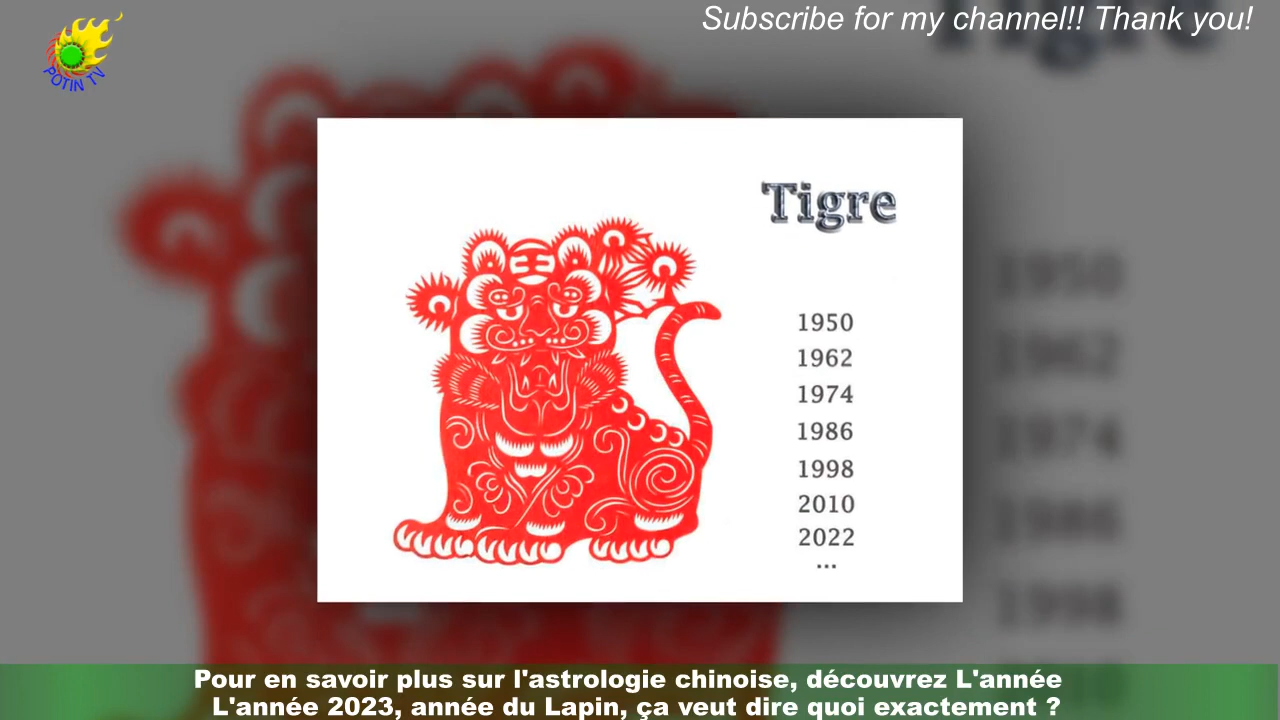 Subscribe for my channel!! Thank you!
POTIN TV
Tigre
1950
1962
1974
1986
1998
2010
2022
...
Pour en savoir plus sur l'astrologie chinoise, découvrez L'année
L'année 2023, année du Lapin, ça veut dire quoi exactement ?